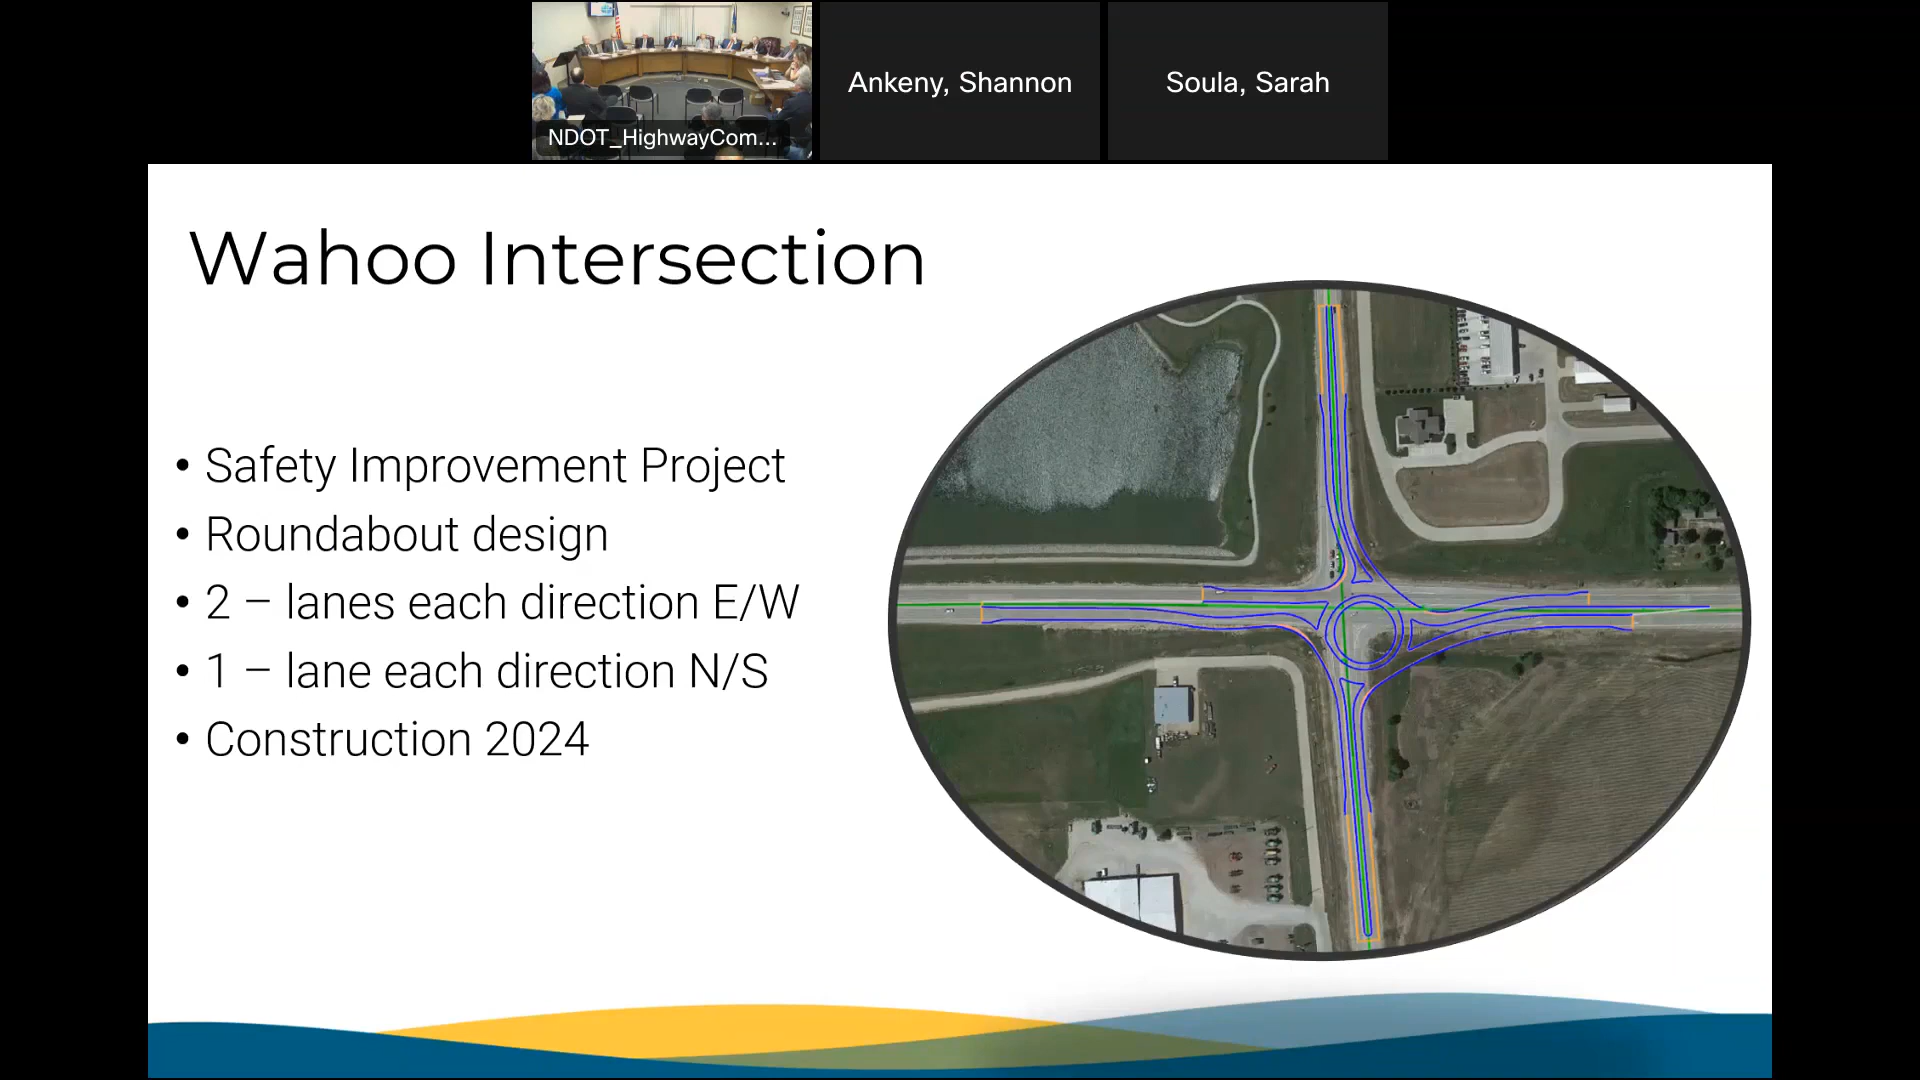 NDOT_HighwayCom...
Ankeny, Shannon
Soula, Sarah
Wahoo Intersection
• Safety Improvement Project
• Roundabout design
• 2 – lanes each direction E/W
• 1 – lane each direction N/S
• Construction 2024